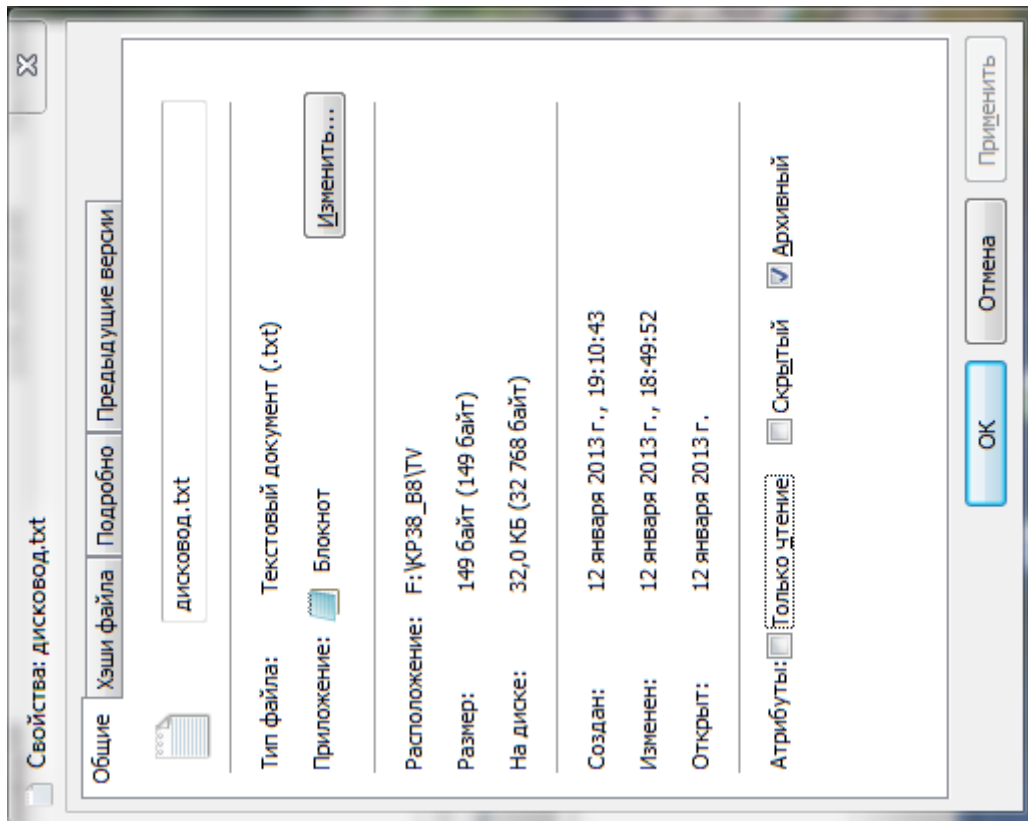 Свойства: дисковод.txt
Общие Хэши файла Подробно Предыдущие версии
дисковод.txt
Тип файла: Текстовый документ (.txt)
Приложение: Блокнот Изменить...
Расположение: F:\KP38_B8\TV
Размер: 149 байт (149 байт)
На диске: 32,0 КБ (32 768 байт)
Создан: 12 января 2013 г., 19:10:43
Изменен: 12 января 2013 г., 18:49:52
Открыт: 12 января 2013 г.
Атрибуты: Только чтение Скрытый Архивный
ОК Отмена Применить